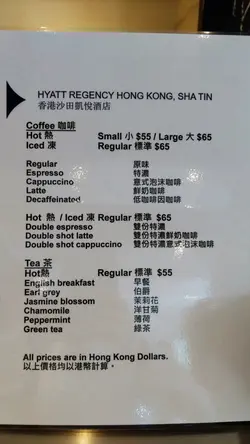 HYATT REGENCY HONG KONG, SHA TIN
香港沙田凱悅酒店
Coffee 咖啡
Hot 熱 Small 小 $55 / Large 大 $65
Iced 凍 Regular 標準 $65
Regular 原味
Espresso 特濃
Cappuccino 意式泡沫咖啡
Latte 鮮奶咖啡
Decaffeinated 低咖啡因咖啡
Hot 熱 / Iced 凍 Regular 標準 $65
Double espresso 雙份特濃
Double shot latte 雙份特濃鮮奶咖啡
Double shot cappuccino 雙份特濃意式泡沫咖啡
Tea 茶
Hot熱 Regular 標準 $55
English breakfast 早餐
Earl grey 伯爵
Jasmine blossom 茉莉花
Chamomile 洋甘菊
Peppermint 薄荷
Green tea 綠茶
All prices are in Hong Kong Dollars.
以上價格均以港幣計算。